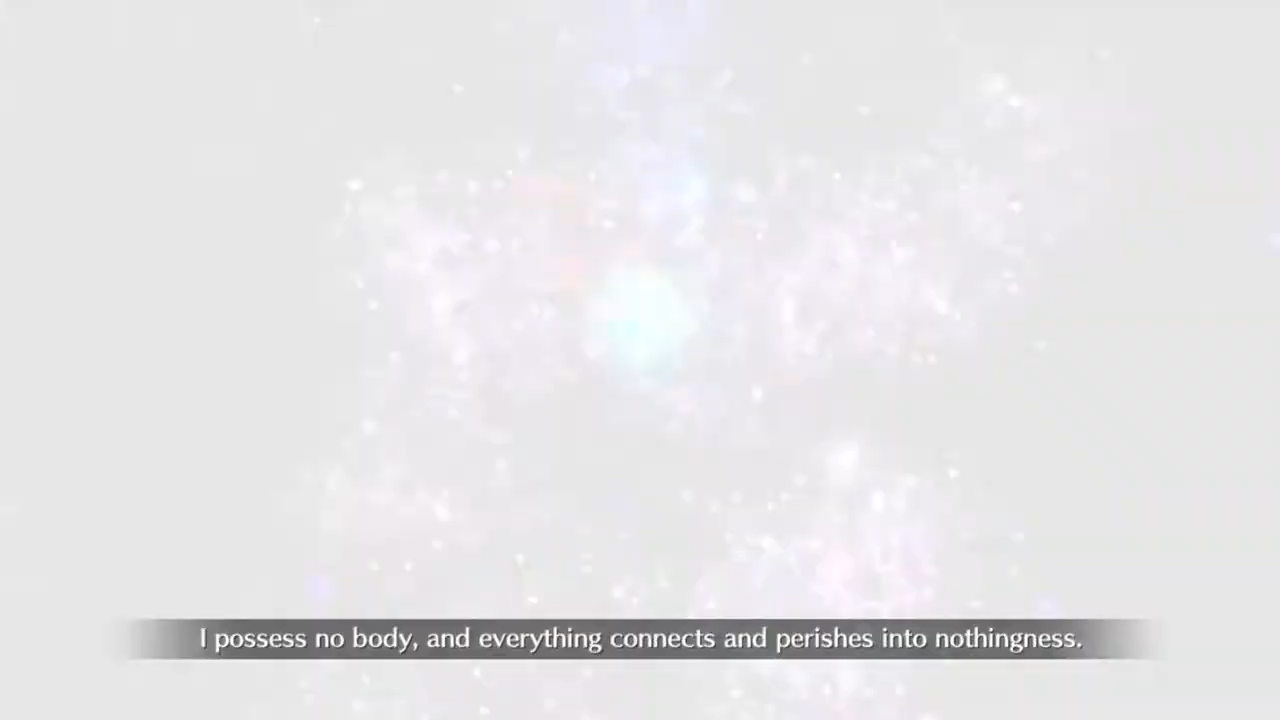 I possess no body, and everything connects and perishes into nothingness.